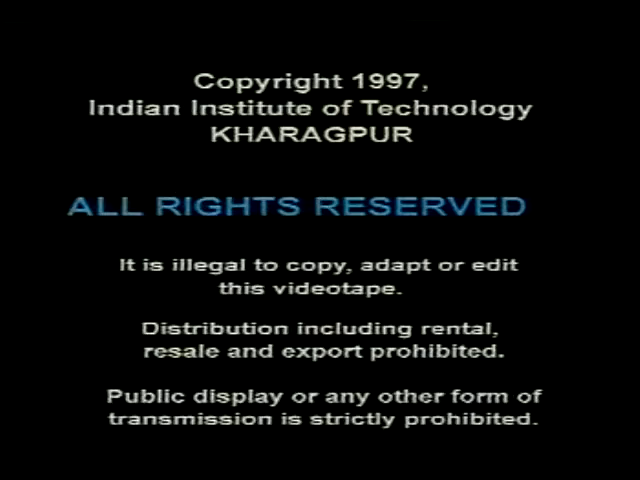 Copyright 1997,
Indian Institute of Technology
KHARAGPUR
ALL RIGHTS RESERVED
It is illegal to copy, adapt or edit
this videotape.
Distribution including rental,
resale and export prohibited.
Public display or any other form of
transmission is strictly prohibited.